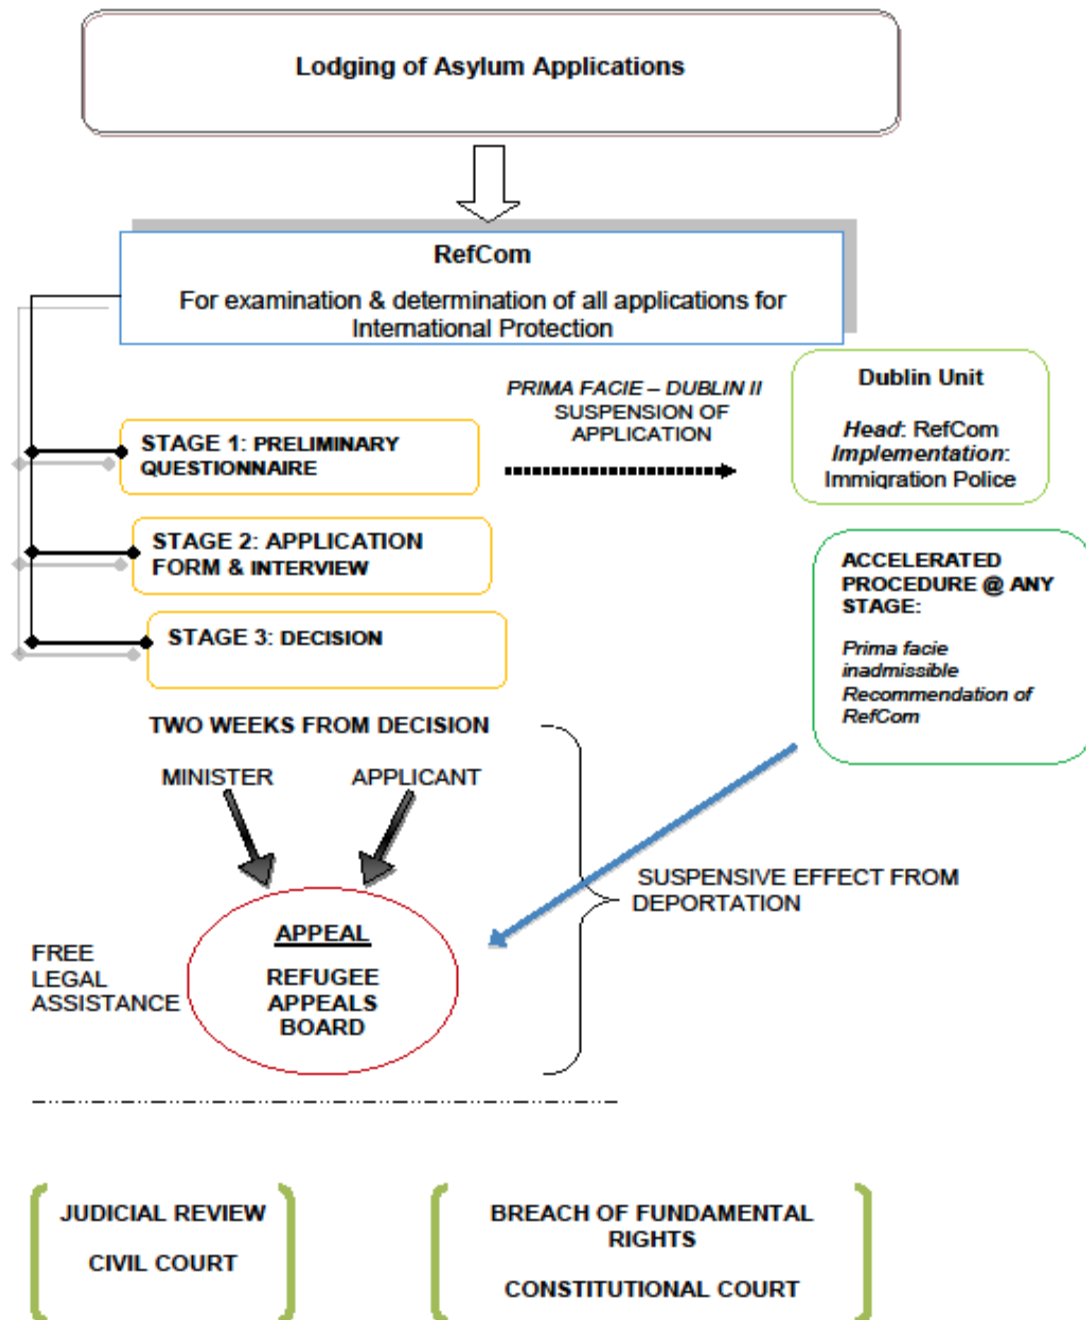 Lodging of Asylum Applications
RefCom
For examination & determination of all applications for
International Protection
PRIMA FACIE – DUBLIN II
SUSPENSION OF
APPLICATION
Dublin Unit
Head: RefCom
Implementation:
Immigration Police
STAGE 1: PRELIMINARY
QUESTIONNAIRE
STAGE 2: APPLICATION
FORM & INTERVIEW
STAGE 3: DECISION
ACCELERATED
PROCEDURE @ ANY
STAGE:
Prima facie
inadmissible
Recommendation of
RefCom
TWO WEEKS FROM DECISION
MINISTER
APPLICANT
SUSPENSIVE EFFECT FROM
DEPORTATION
FREE
LEGAL
ASSISTANCE
APPEAL
REFUGEE
APPEALS
BOARD
JUDICIAL REVIEW
CIVIL COURT
BREACH OF FUNDAMENTAL
RIGHTS
CONSTITUTIONAL COURT